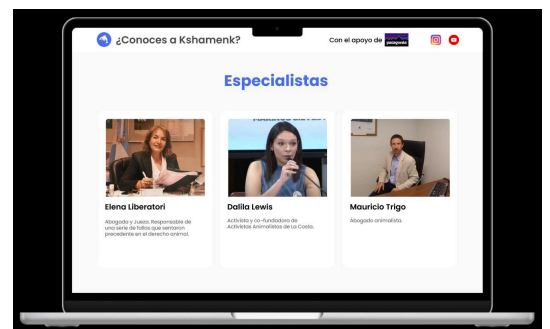 ¿Conoces a Kshamenk?
Con el apoyo de patagonia
Especialistas
Elena Liberatori
Abogada y Jueza. Responsable de
una serie de fallos que sentaron
precedente en el derecho animal.
Dalila Lewis
Activista y co-fundadora de
Activistas Animalistas de La Costa.
Mauricio Trigo
Abogado animalista.